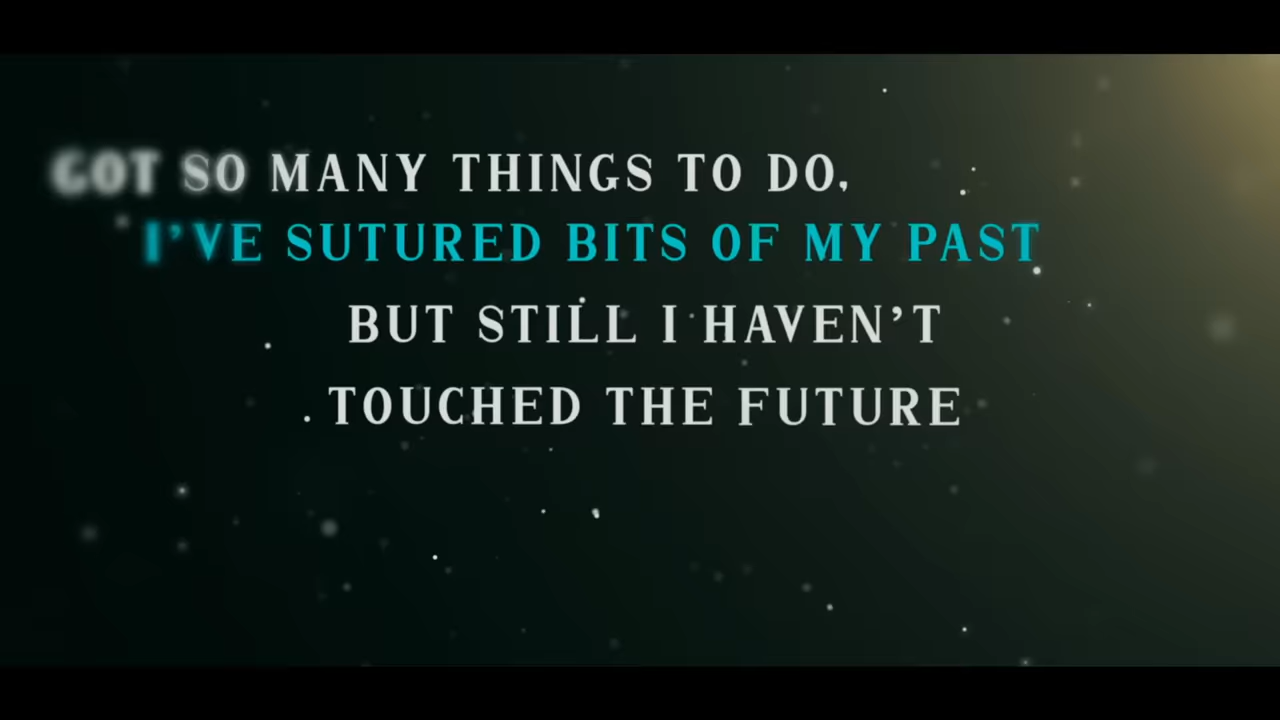 GOT SO MANY THINGS TO DO,
I'VE SUTURED BITS OF MY PAST
BUT STILL I HAVEN'T
TOUCHED THE FUTURE